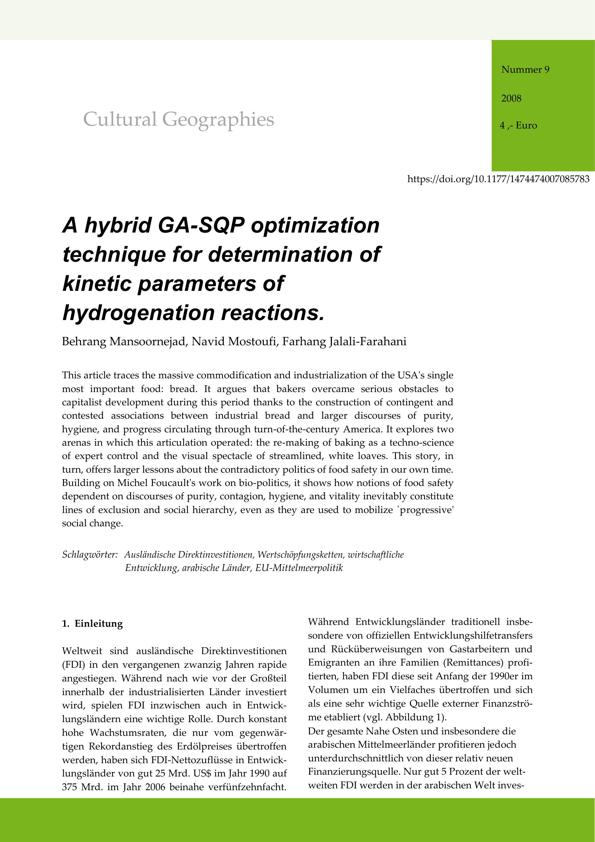 Nummer 9
2008
4 ,- Euro
Cultural Geographies
https://doi.org/10.1177/1474474007085783
A hybrid GA-SQP optimization
technique for determination of
kinetic parameters of
hydrogenation reactions.
Behrang Mansoornejad, Navid Mostoufi, Farhang Jalali-Farahani
This article traces the massive commodification and industrialization of the USA's single
most important food: bread. It argues that bakers overcame serious obstacles to
capitalist development during this period thanks to the construction of contingent and
contested associations between industrial bread and larger discourses of purity,
hygiene, and progress circulating through turn-of-the-century America. It explores two
arenas in which this articulation operated: the re-making of baking as a techno-science
of expert control and the visual spectacle of streamlined, white loaves. This story, in
turn, offers larger lessons about the contradictory politics of food safety in our own time.
Building on Michel Foucault's work on bio-politics, it shows how notions of food safety
dependent on discourses of purity, contagion, hygiene, and vitality inevitably constitute
lines of exclusion and social hierarchy, even as they are used to mobilize `progressive'
social change.
Schlagwörter: Ausländische Direktinvestitionen, Wertschöpfungsketten, wirtschaftliche
Entwicklung, arabische Länder, EU-Mittelmeerpolitik
1. Einleitung
Weltweit sind ausländische Direktinvestitionen
(FDI) in den vergangenen zwanzig Jahren rapide
angestiegen. Während nach wie vor der Großteil
innerhalb der industrialisierten Länder investiert
wird, spielen FDI inzwischen auch in Entwick-
lungsländern eine wichtige Rolle. Durch konstant
hohe Wachstumsraten, die nur vom gegenwär-
tigen Rekordanstieg des Erdölpreises übertroffen
werden, haben sich FDI-Nettozuflüsse in Entwick-
lungsländer von gut 25 Mrd. US$ im Jahr 1990 auf
375 Mrd. im Jahr 2006 beinahe verfünfzehnfacht.
Während Entwicklungsländer traditionell insbe-
sondere von offiziellen Entwicklungshilfetransfers
und Rücküberweisungen von Gastarbeitern und
Emigranten an ihre Familien (Remittances) profi-
tierten, haben FDI diese seit Anfang der 1990er im
Volumen um ein Vielfaches übertroffen und sich
als eine sehr wichtige Quelle externer Finanzströ-
me etabliert (vgl. Abbildung 1).
Der gesamte Nahe Osten und insbesondere die
arabischen Mittelmeerländer profitieren jedoch
unterdurchschnittlich von dieser relativ neuen
Finanzierungsquelle. Nur gut 5 Prozent der welt-
weiten FDI werden in der arabischen Welt inves-